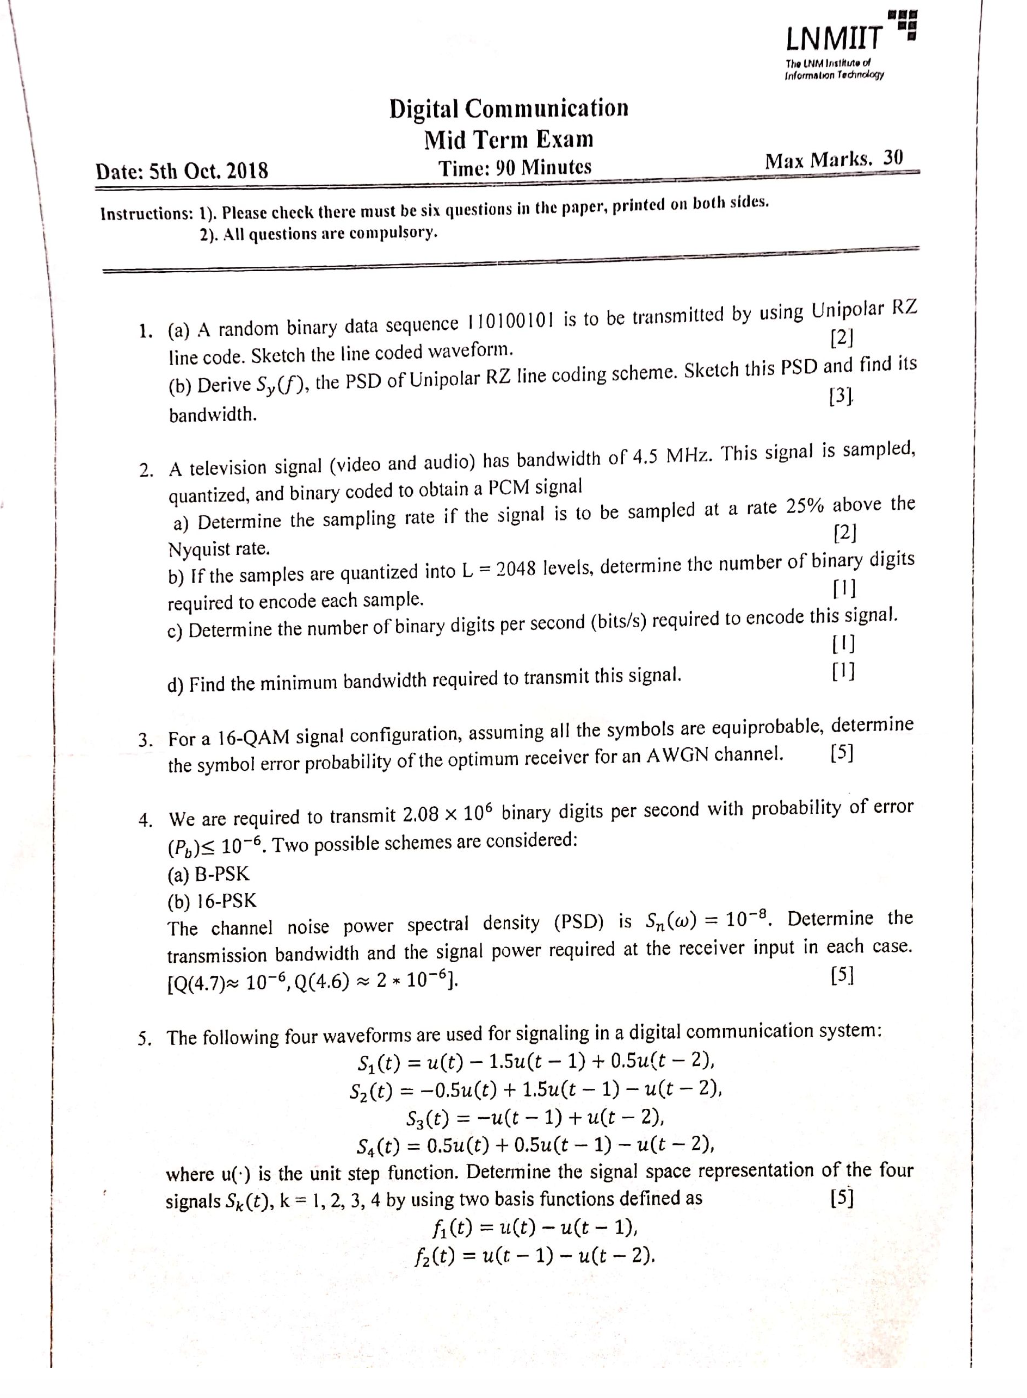 LNMIIT
The LNM Institute of
Information Technology
Digital Communication
Mid Term Exam
Date: 5th Oct. 2018 Time: 90 Minutes Max Marks. 30
Instructions: 1). Please check there must be six questions in the paper, printed on both sides.
2). All questions are compulsory.
1. (a) A random binary data sequence 110100101 is to be transmitted by using Unipolar RZ
line code. Sketch the line coded waveform. [2]
(b) Derive S_y(f), the PSD of Unipolar RZ line coding scheme. Sketch this PSD and find its
bandwidth. [3]
2. A television signal (video and audio) has bandwidth of 4.5 MHz. This signal is sampled,
quantized, and binary coded to obtain a PCM signal
a) Determine the sampling rate if the signal is to be sampled at a rate 25% above the
Nyquist rate. [2]
b) If the samples are quantized into L = 2048 levels, determine the number of binary digits
required to encode each sample. [1]
c) Determine the number of binary digits per second (bits/s) required to encode this signal.
[1]
d) Find the minimum bandwidth required to transmit this signal. [1]
3. For a 16-QAM signal configuration, assuming all the symbols are equiprobable, determine
the symbol error probability of the optimum receiver for an AWGN channel. [5]
4. We are required to transmit 2.08 × 10⁶ binary digits per second with probability of error
(P_b)≤ 10⁻⁶. Two possible schemes are considered:
(a) B-PSK
(b) 16-PSK
The channel noise power spectral density (PSD) is S_n(ω) = 10⁻⁸. Determine the
transmission bandwidth and the signal power required at the receiver input in each case.
[Q(4.7)≈ 10⁻⁶, Q(4.6) ≈ 2 * 10⁻⁶]. [5]
5. The following four waveforms are used for signaling in a digital communication system:
S₁(t) = u(t) − 1.5u(t − 1) + 0.5u(t − 2),
S₂(t) = −0.5u(t) + 1.5u(t − 1) − u(t − 2),
S₃(t) = −u(t − 1) + u(t − 2),
S₄(t) = 0.5u(t) + 0.5u(t − 1) − u(t − 2),
where u(·) is the unit step function. Determine the signal space representation of the four
signals S_k(t), k = 1, 2, 3, 4 by using two basis functions defined as [5]
f₁(t) = u(t) − u(t − 1),
f₂(t) = u(t − 1) − u(t − 2).